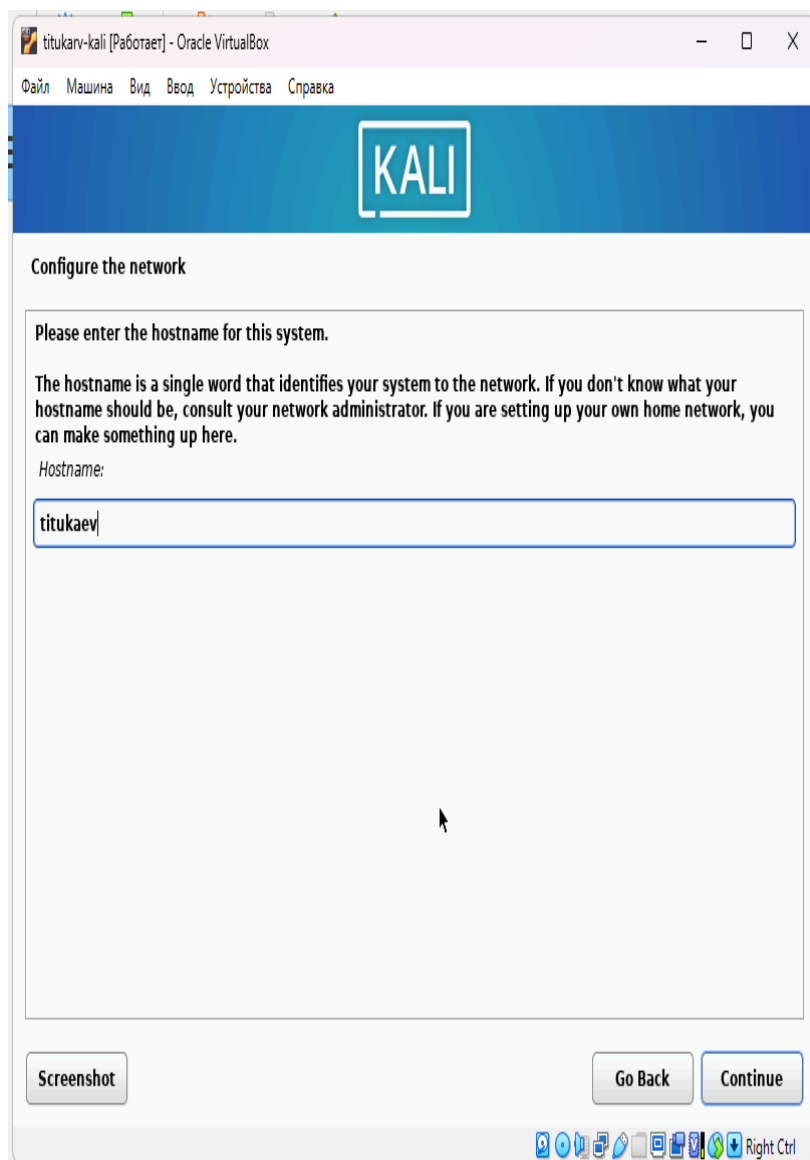 titukarv-kali [Работает] - Oracle VirtualBox
Файл Машина Вид Ввод Устройства Справка
KALI
Configure the network
Please enter the hostname for this system.
The hostname is a single word that identifies your system to the network. If you don't know what your
hostname should be, consult your network administrator. If you are setting up your own home network, you
can make something up here.
Hostname:
titukaev
Screenshot
Go Back
Continue
Right Ctrl